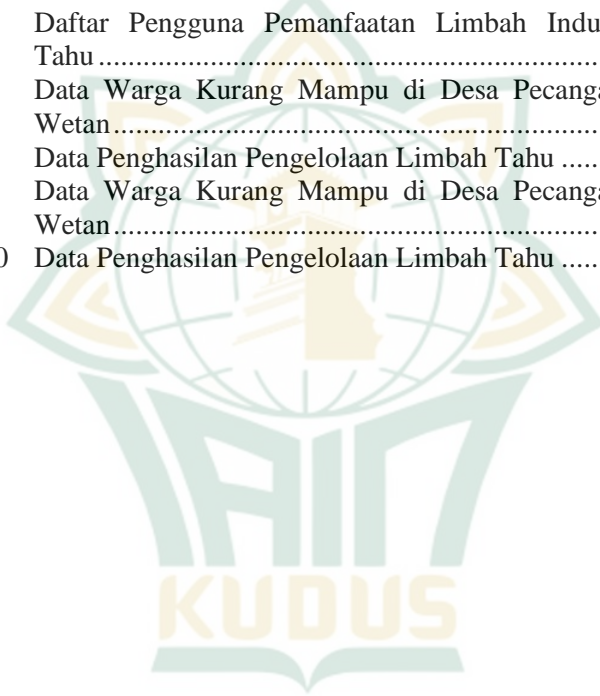 Daftar Pengguna Pemanfaatan Limbah Indu
Tahu ....................................................................
Data Warga Kurang Mampu di Desa Pecanga
Wetan ..................................................................
Data Penghasilan Pengelolaan Limbah Tahu ......
Data Warga Kurang Mampu di Desa Pecanga
Wetan ..................................................................
0 Data Penghasilan Pengelolaan Limbah Tahu ......
IAIN
KUDUS